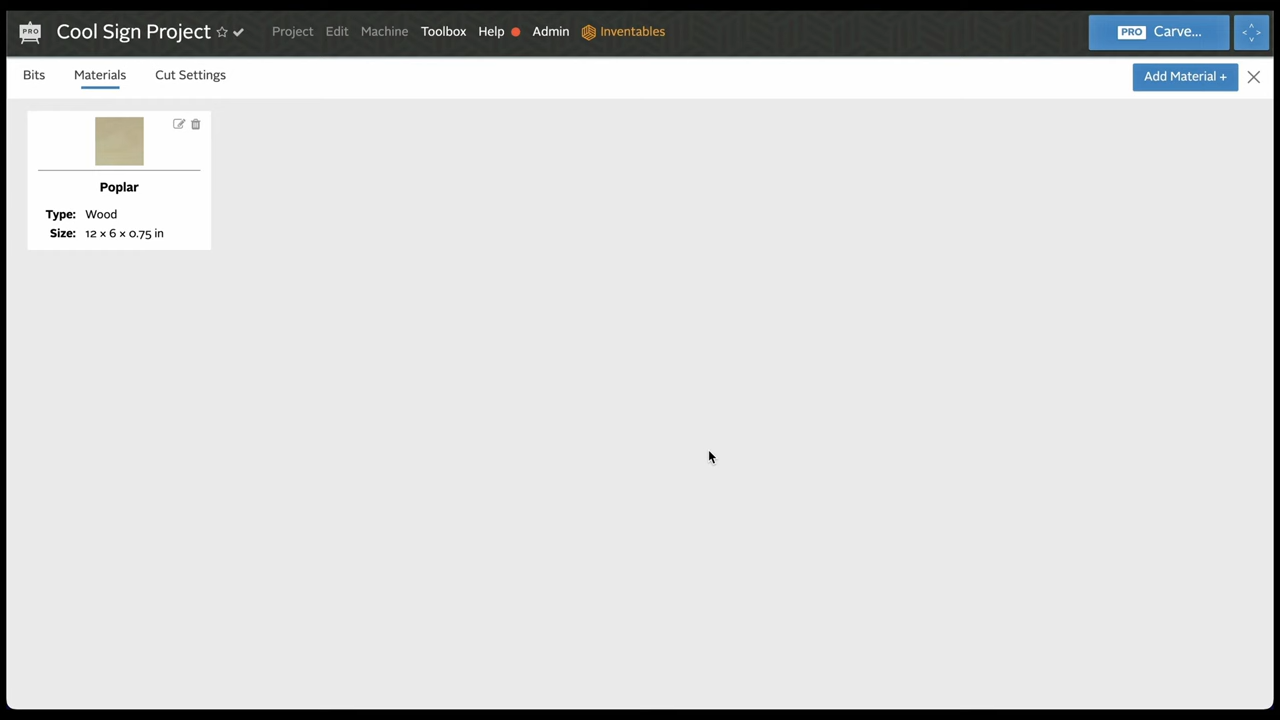 PRO Cool Sign Project Project Edit Machine Toolbox Help Admin Inventables PRO Carve...
Bits Materials Cut Settings Add Material +
Poplar
Type: Wood
Size: 12 × 6 × 0.75 in